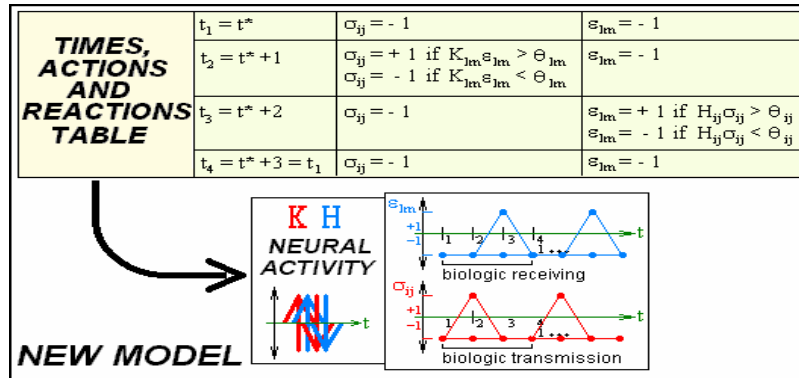 TIMES,
ACTIONS
AND
REACTIONS
TABLE
t₁ = t* σᵢⱼ = - 1 εₗₘ = - 1
t₂ = t* +1 σᵢⱼ = + 1 if Kₗₘεₗₘ > Θₗₘ εₗₘ = - 1
σᵢⱼ = - 1 if Kₗₘεₗₘ < Θₗₘ
t₃ = t* +2 σᵢⱼ = - 1 εₗₘ = + 1 if Hᵢⱼσᵢⱼ > Θᵢⱼ
εₗₘ = - 1 if Hᵢⱼσᵢⱼ < Θᵢⱼ
t₄ = t* +3 = t₁ σᵢⱼ = - 1 εₗₘ = - 1
K H
NEURAL
ACTIVITY
t
εₗₘ
+1
-1
1 2 3 4
1 ...
t
biologic receiving
σᵢⱼ
+1
-1
1 2 3 4
1 ...
t
biologic transmission
NEW MODEL